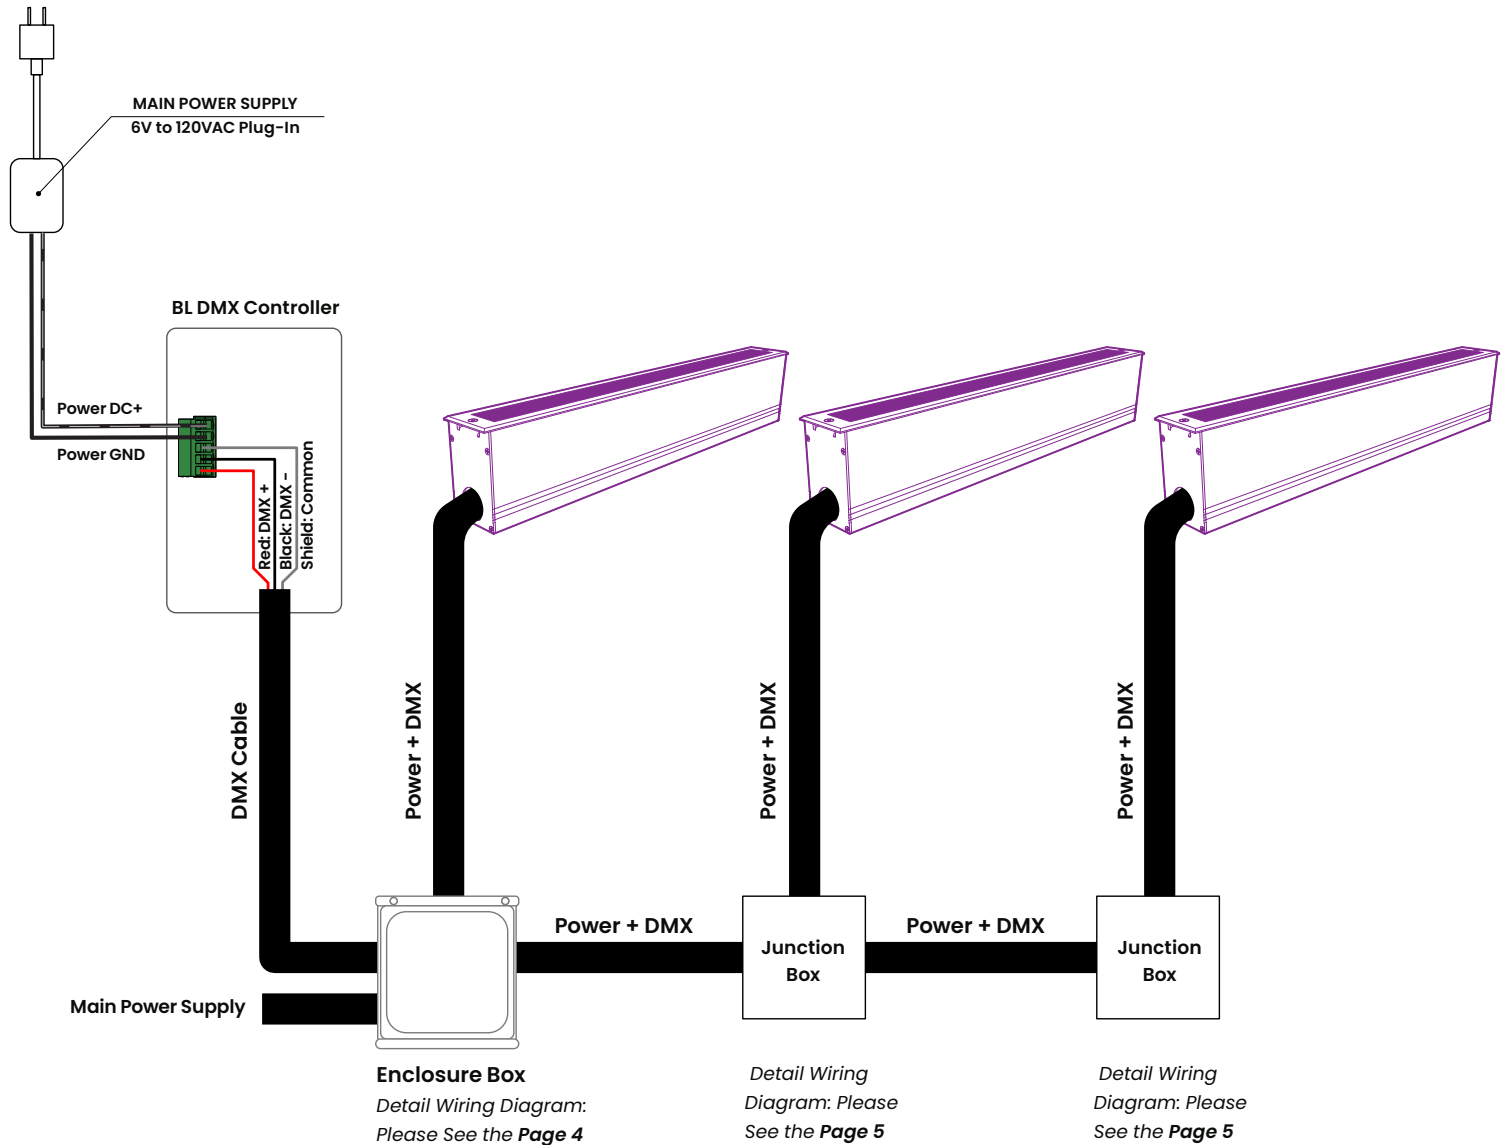 MAIN POWER SUPPLY
6V to 120VAC Plug-In
BL DMX Controller
Power DC+
Power GND
Red: DMX +
Black: DMX -
Shield: Common
DMX Cable
Power + DMX
Power + DMX
Power + DMX
Power + DMX
Power + DMX
Junction
Box
Junction
Box
Main Power Supply
Enclosure Box
Detail Wiring Diagram:
Please See the Page 4
Detail Wiring
Diagram: Please
See the Page 5
Detail Wiring
Diagram: Please
See the Page 5